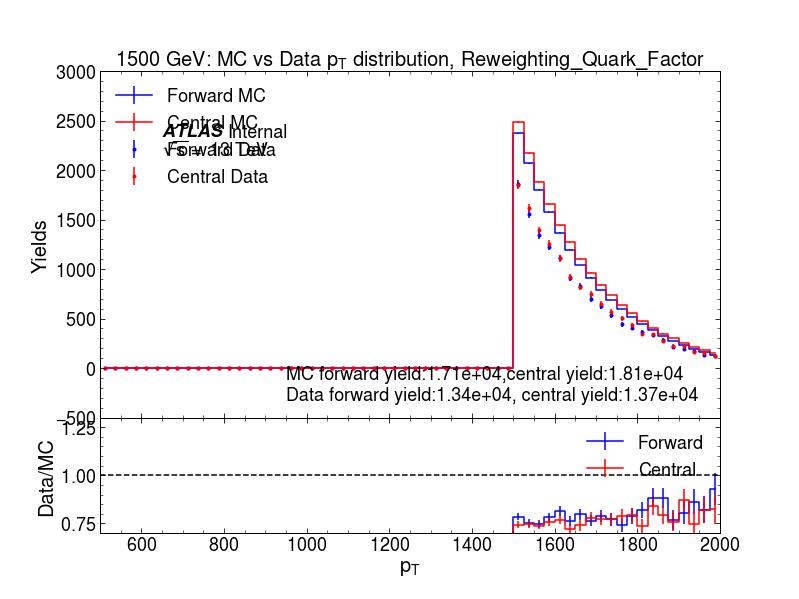 1500 GeV: MC vs Data pT distribution, Reweighting_Quark_Factor
3000
2500
2000
1500
1000
500
0
−500
Yields
Forward MC
Central MC
ATLAS Internal
√s = 13 TeV
Forward Data
Central Data
MC forward yield:1.71e+04,central yield:1.81e+04
Data forward yield:1.34e+04, central yield:1.37e+04
1.25
1.00
0.75
Data/MC
Forward
Central
600 800 1000 1200 1400 1600 1800 2000
pT